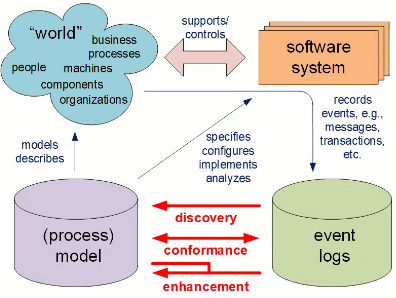 "world"
business
processes
people
machines
components
organizations
supports/
controls
software
system
records
events, e.g.,
messages,
transactions,
etc.
models
describes
specifies
configures
implements
analyzes
discovery
(process)
model
conformance
event
logs
enhancement